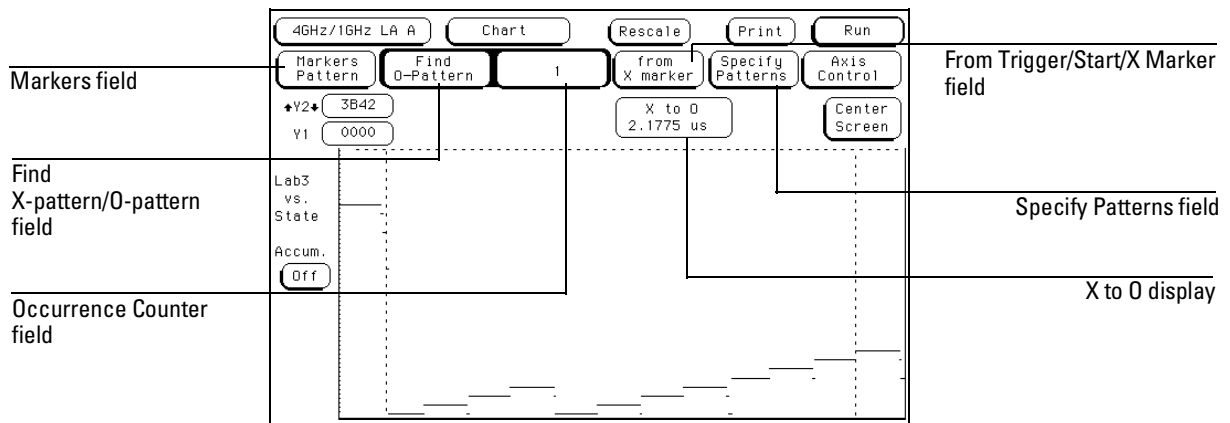 4GHz/1GHz LA A
Chart
Rescale
Print
Run
Markers
Pattern
Find
O-Pattern
1
from
X marker
Specify
Patterns
Axis
Control
↑Y2↓ 3B42
Y1 0000
X to O
2.1775 us
Center
Screen
Lab3
vs.
State
Accum.
Off
Markers field
Find
X-pattern/O-pattern
field
Occurrence Counter
field
From Trigger/Start/X Marker
field
Specify Patterns field
X to O display